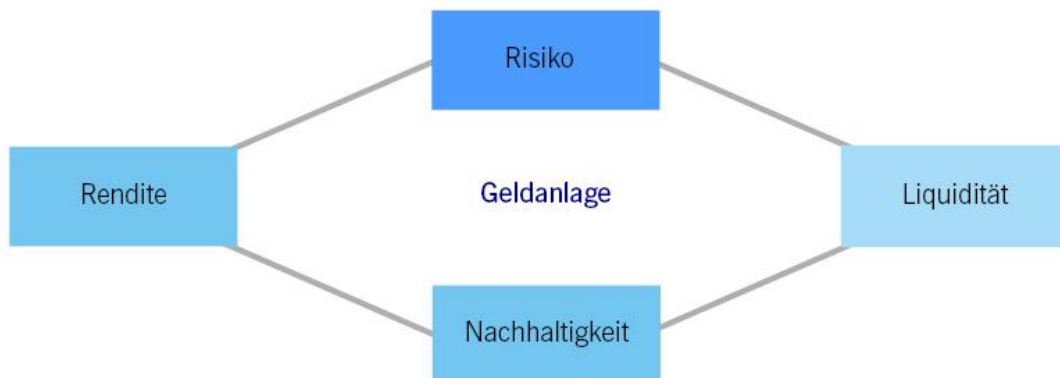 Risiko
Rendite
Geldanlage
Liquidität
Nachhaltigkeit